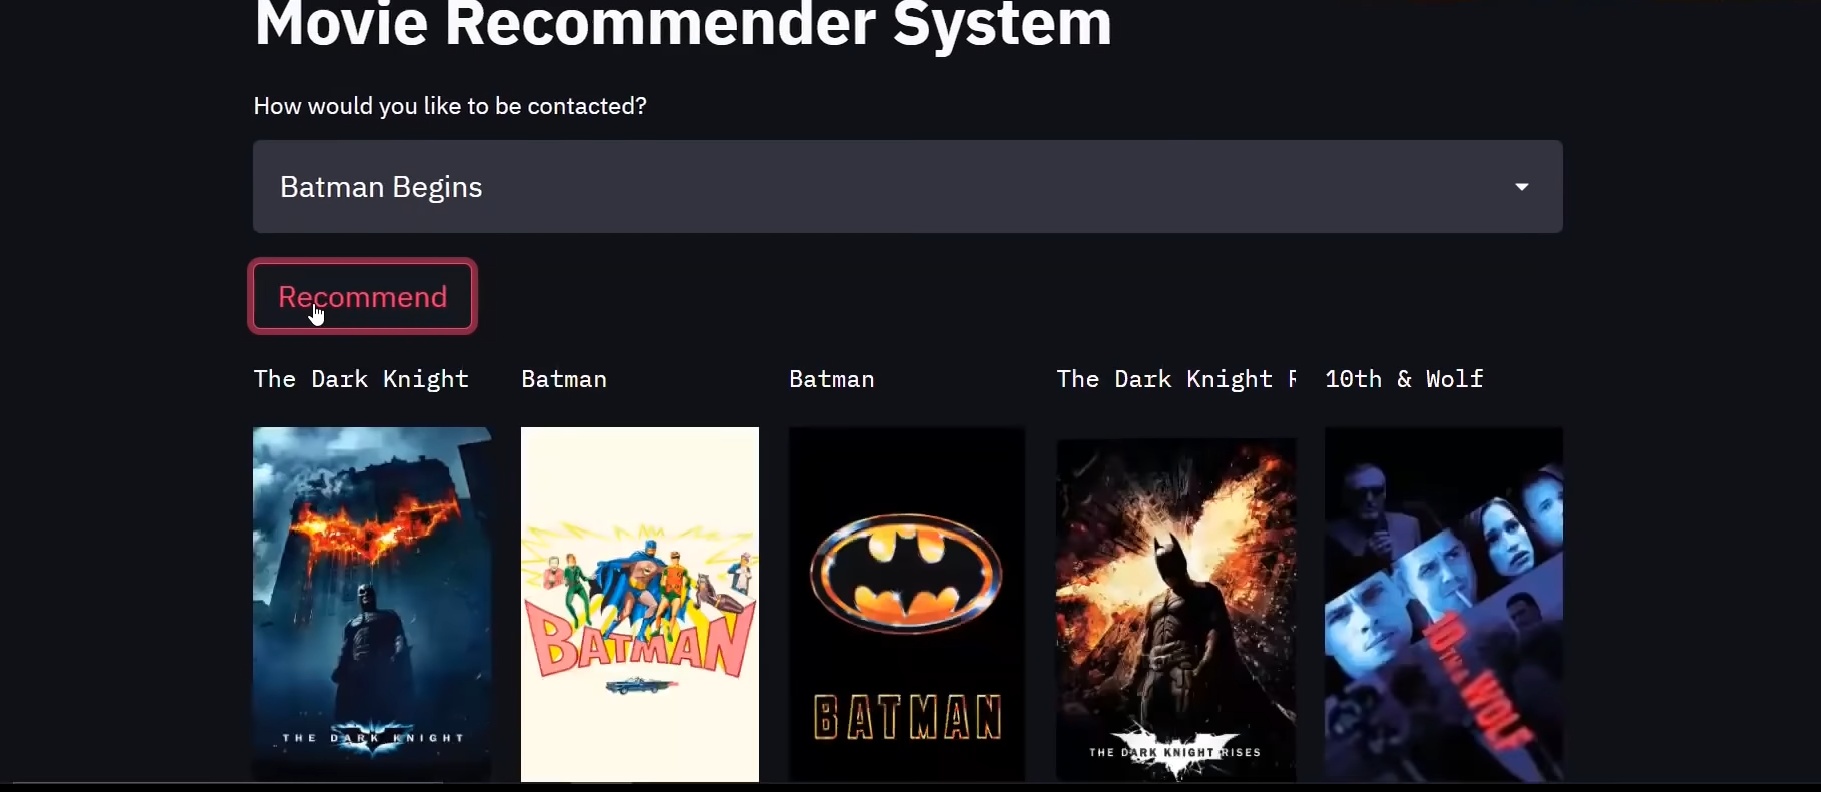 Movie Recommender System
How would you like to be contacted?
Batman Begins
Recommend
The Dark Knight
Batman
Batman
The Dark Knight R
10th & Wolf
THE DARK KNIGHT
BATMAN
BATMAN
THE DARK KNIGHT RISES
10TH & WOLF